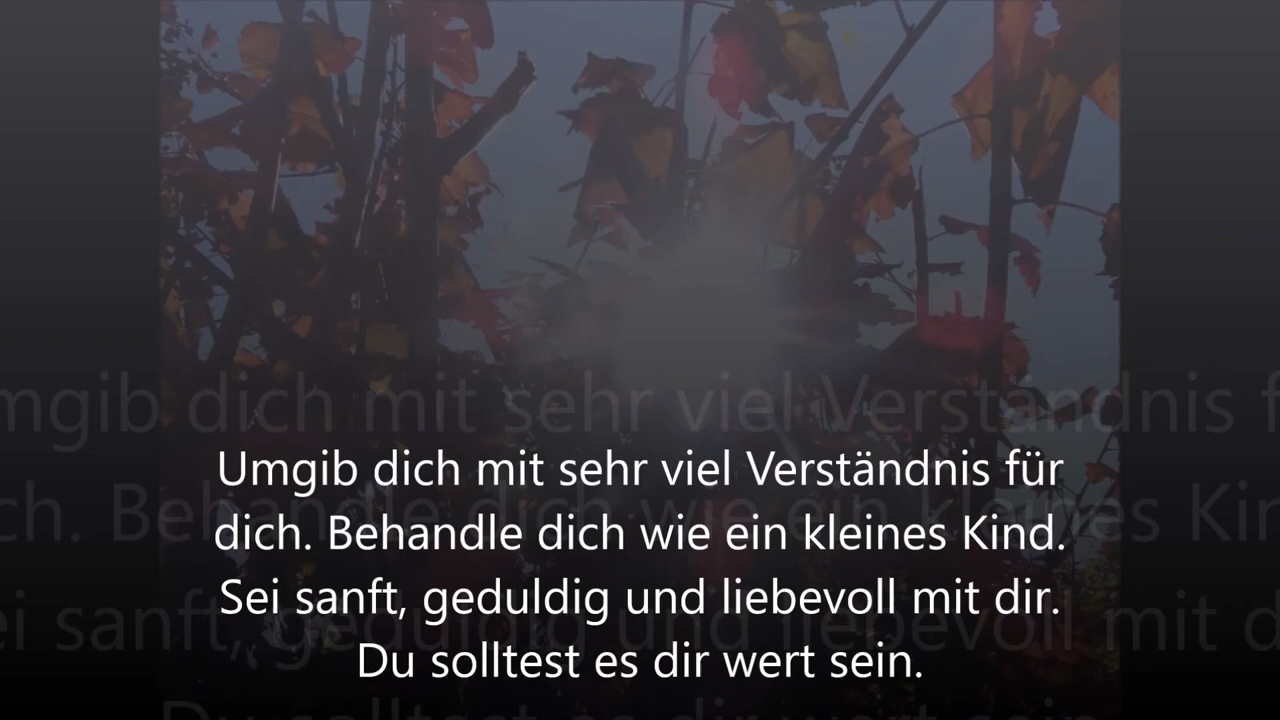 Umgib dich mit sehr viel Verständnis für
dich. Behandle dich wie ein kleines Kind.
Sei sanft, geduldig und liebevoll mit dir.
Du solltest es dir wert sein.